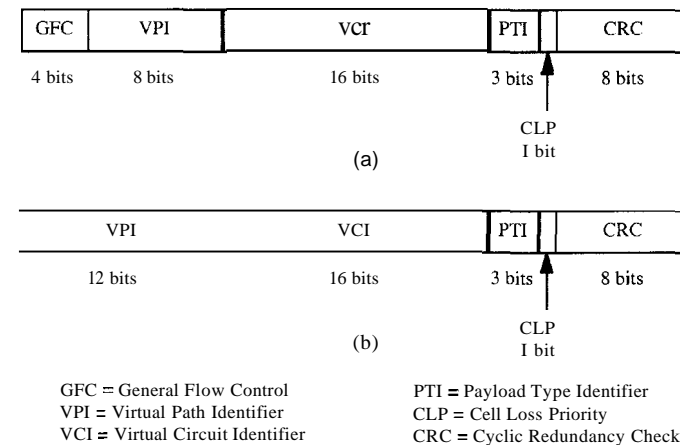 GFC VPI vcr PTI CRC
4 bits 8 bits 16 bits 3 bits 8 bits
CLP
I bit
(a)
VPI VCI PTI CRC
12 bits 16 bits 3 bits 8 bits
CLP
I bit
(b)
GFC = General Flow Control
VPI = Virtual Path Identifier
VCI = Virtual Circuit Identifier
PTI = Payload Type Identifier
CLP = Cell Loss Priority
CRC = Cyclic Redundancy Check